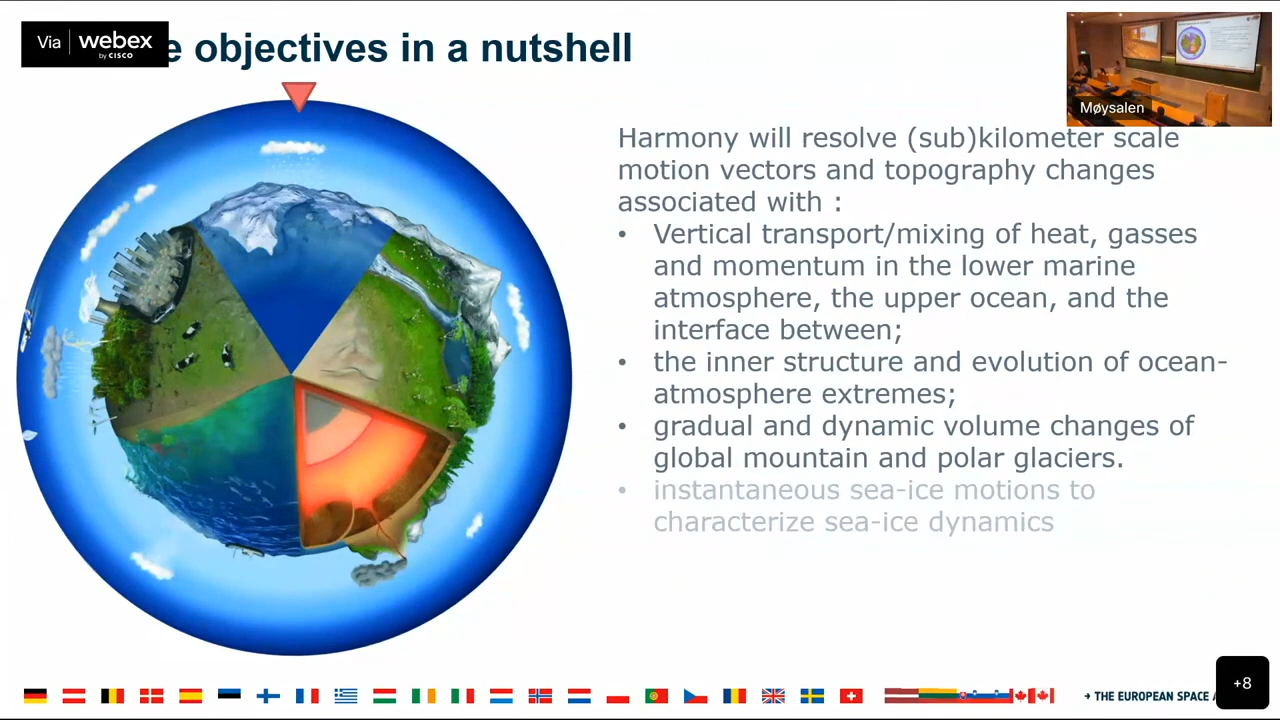 Via webex
by CISCO
e objectives in a nutshell
Møysalen
Harmony will resolve (sub)kilometer scale
motion vectors and topography changes
associated with :
• Vertical transport/mixing of heat, gasses
and momentum in the lower marine
atmosphere, the upper ocean, and the
interface between;
• the inner structure and evolution of ocean-
atmosphere extremes;
• gradual and dynamic volume changes of
global mountain and polar glaciers.
• instantaneous sea-ice motions to
characterize sea-ice dynamics
→ THE EUROPEAN SPACE
+8